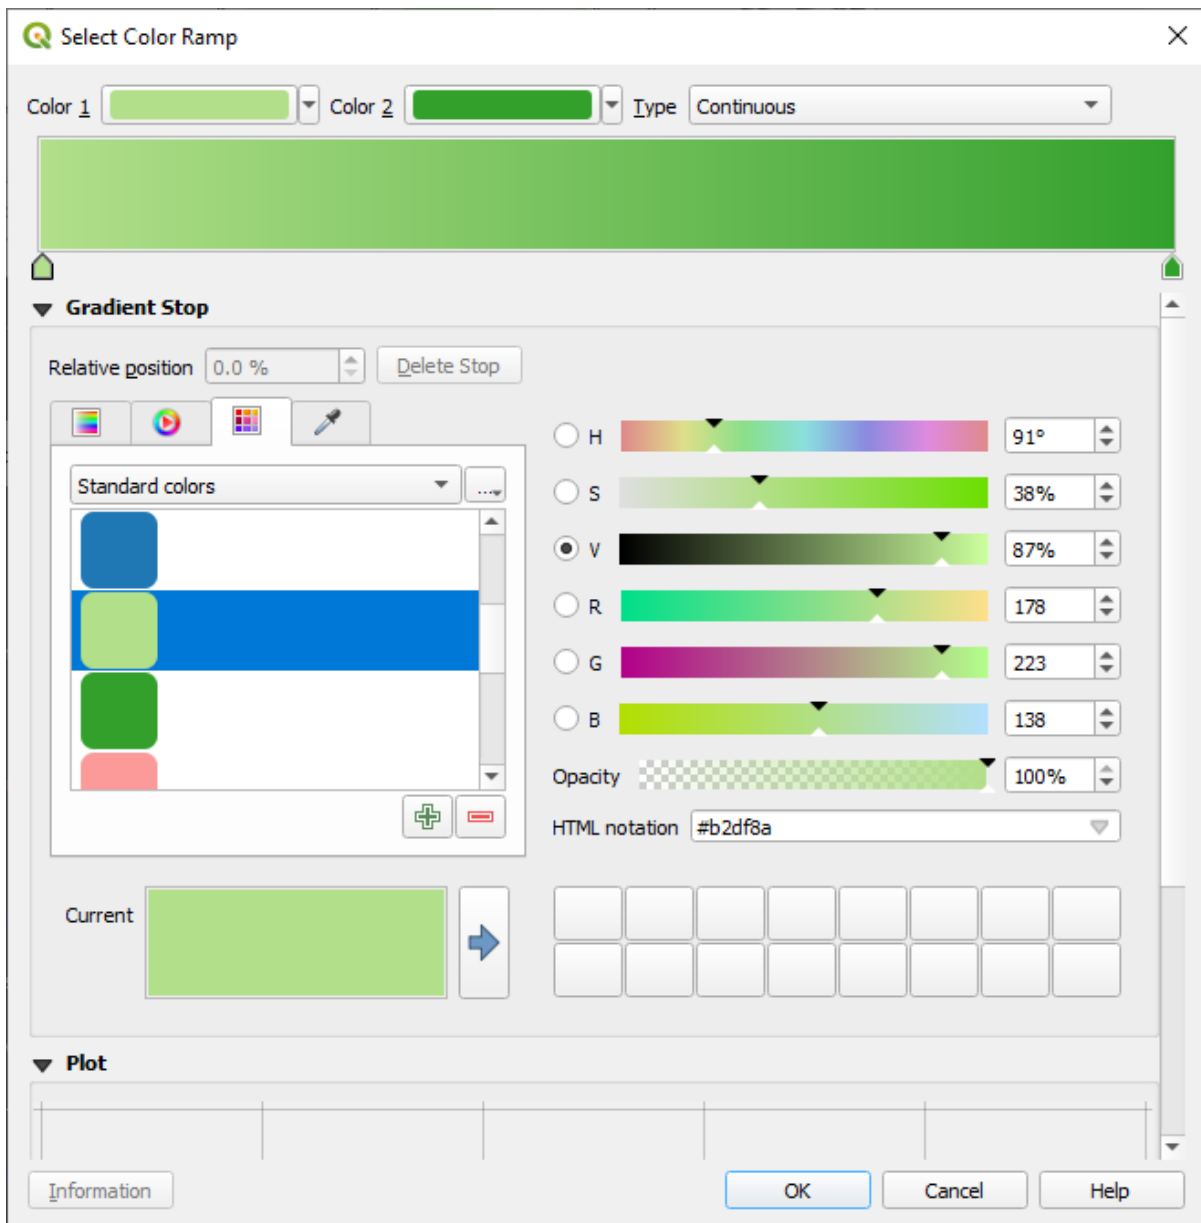 Select Color Ramp
Color 1 Color 2 Type Continuous
Gradient Stop
Relative position 0.0 % Delete Stop
H 91°
Standard colors ... S 38%
V 87%
R 178
G 223
B 138
Opacity 100%
HTML notation #b2df8a
Current
Plot
Information OK Cancel Help